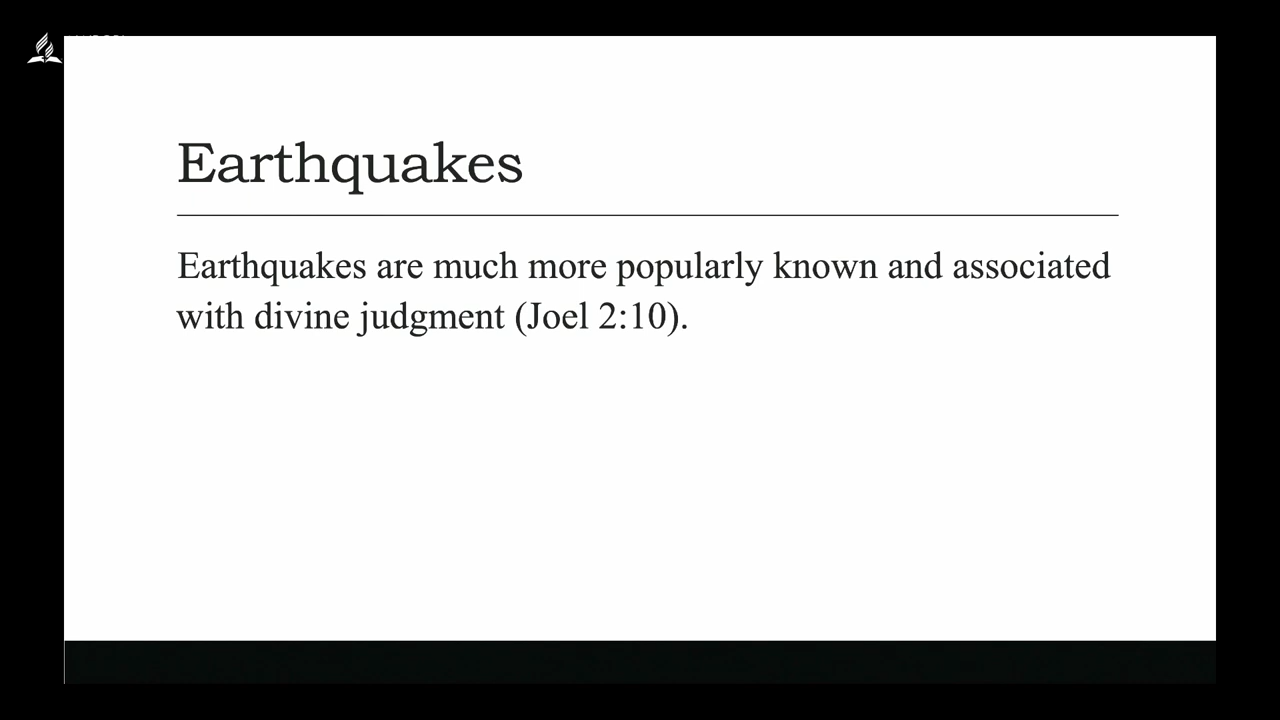 Earthquakes
Earthquakes are much more popularly known and associated
with divine judgment (Joel 2:10).